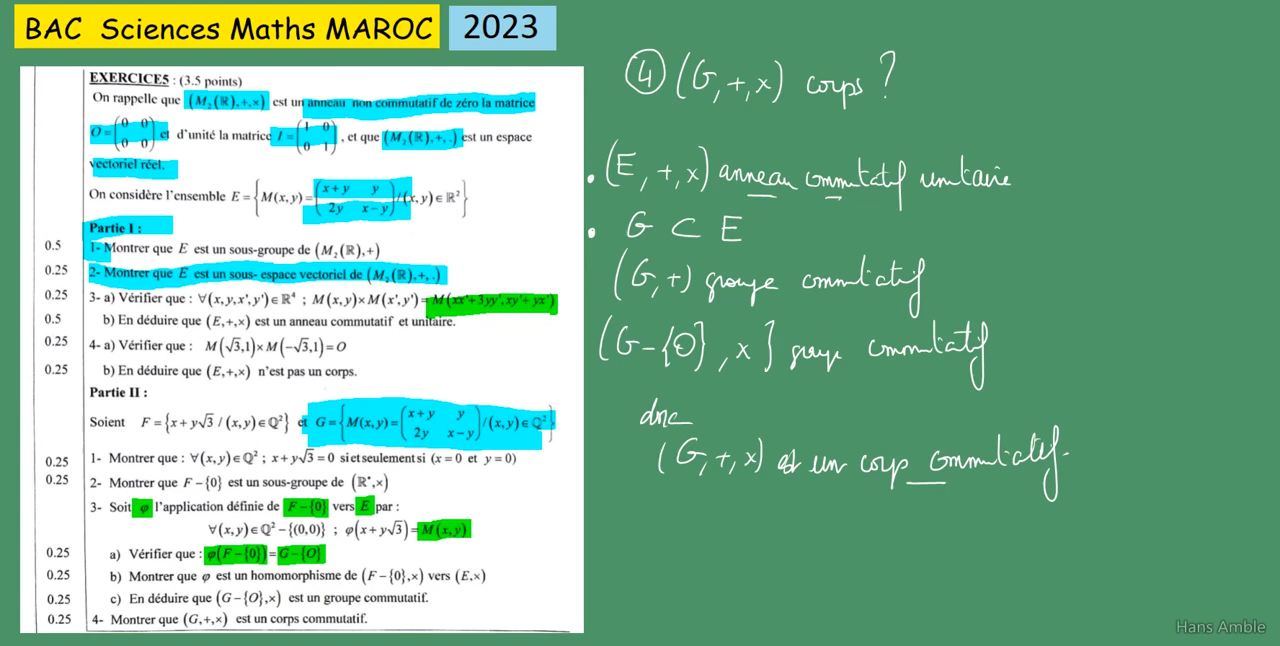 BAC Sciences Maths MAROC 2023
EXERCICE5 : (3.5 points)
On rappelle que (M₂(ℝ),+,×) est un anneau non commutatif de zéro la matrice
O = (0 0 ; 0 0) et d'unité la matrice I = (1 0 ; 0 1), et que (M₂(ℝ),+,.) est un espace
vectoriel réel.
On considère l'ensemble E = {M(x,y) = (x+y y ; 2y x−y) / (x,y) ∈ ℝ²}
Partie I :
0.5 1- Montrer que E est un sous-groupe de (M₂(ℝ),+)
0.25 2- Montrer que E est un sous- espace vectoriel de (M₂(ℝ),+,.)
0.25 3- a) Vérifier que : ∀(x,y,x',y') ∈ ℝ⁴ ; M(x,y)×M(x',y') = M(xx'+3yy',xy'+yx')
0.5 b) En déduire que (E,+,×) est un anneau commutatif et unitaire.
0.25 4- a) Vérifier que : M(√3,1)×M(−√3,1) = O
0.25 b) En déduire que (E,+,×) n'est pas un corps.
Partie II :
Soient F = {x+y√3 / (x,y) ∈ ℚ²} et G = {M(x,y) = (x+y y ; 2y x−y) / (x,y) ∈ ℚ²}
0.25 1- Montrer que : ∀(x,y) ∈ ℚ² ; x+y√3 = 0 si et seulement si (x=0 et y=0)
0.25 2- Montrer que F−{0} est un sous-groupe de (ℝ*,×)
3- Soit φ l'application définie de F−{0} vers E par :
∀(x,y) ∈ ℚ²−{(0,0)} ; φ(x+y√3) = M(x,y)
0.25 a) Vérifier que : φ(F−{0}) = G−{O}
0.25 b) Montrer que φ est un homomorphisme de (F−{0},×) vers (E,×)
0.25 c) En déduire que (G−{O},×) est un groupe commutatif.
0.25 4- Montrer que (G,+,×) est un corps commutatif.
④ (G,+,×) corps ?
• (E,+,×) anneau commutatif unitaire
• G ⊂ E
(G,+) groupe commutatif
(G−{O},×] groupe commutatif
donc
(G,+,×) est un corp commutatif.
Hans Amble